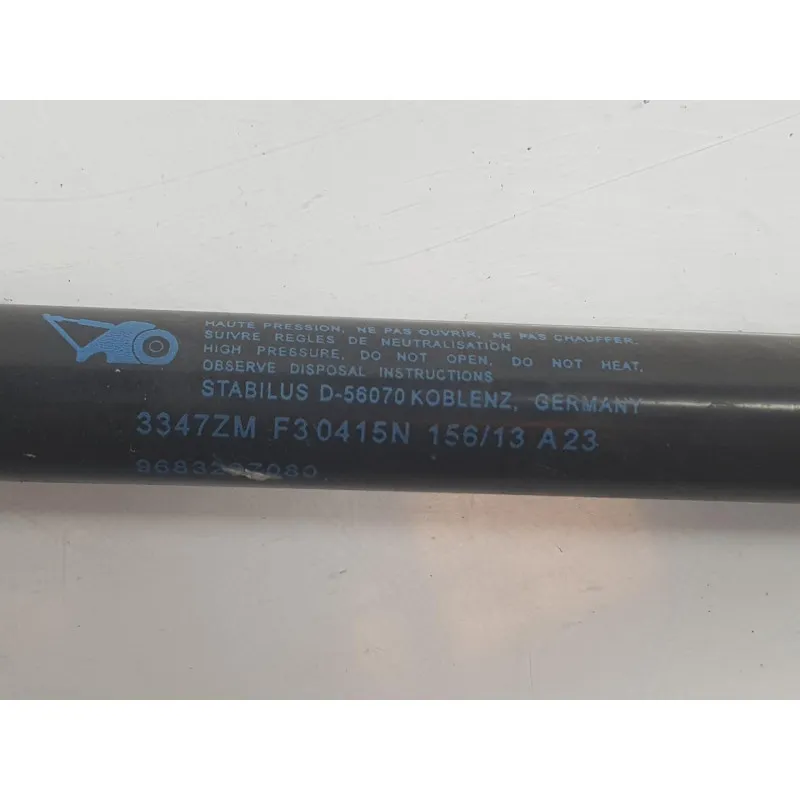 HAUTE PRESSION, NE PAS OUVRIR, NE PAS CHAUFFER.
SUIVRE REGLES DE NEUTRALISATION
HIGH PRESSURE, DO NOT OPEN, DO NOT HEAT,
OBSERVE DISPOSAL INSTRUCTIONS
STABILUS D-56070 KOBLENZ, GERMANY
3347ZM F3 0415N 156/13 A23